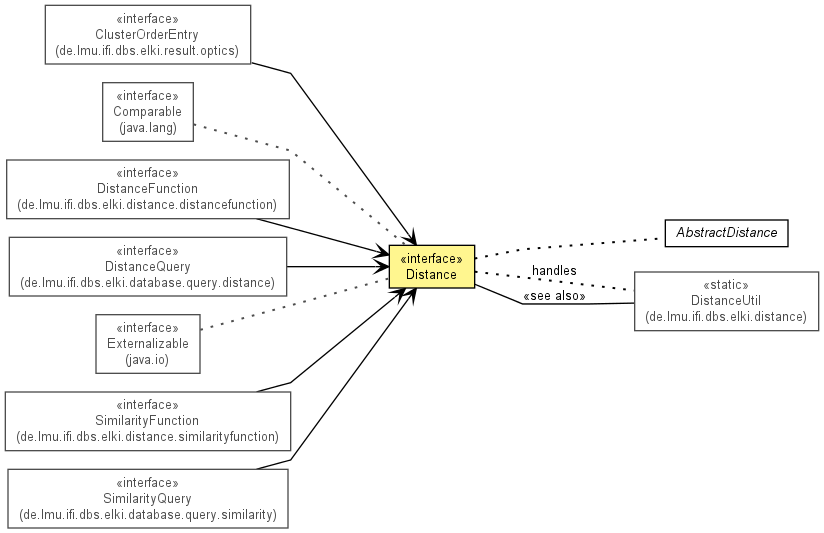 «interface»
ClusterOrderEntry
(de.lmu.ifi.dbs.elki.result.optics)
«interface»
Comparable
(java.lang)
«interface»
DistanceFunction
(de.lmu.ifi.dbs.elki.distance.distancefunction)
«interface»
DistanceQuery
(de.lmu.ifi.dbs.elki.database.query.distance)
«interface»
Externalizable
(java.io)
«interface»
SimilarityFunction
(de.lmu.ifi.dbs.elki.distance.similarityfunction)
«interface»
SimilarityQuery
(de.lmu.ifi.dbs.elki.database.query.similarity)
«interface»
Distance
AbstractDistance
handles
«see also»
«static»
DistanceUtil
(de.lmu.ifi.dbs.elki.distance)